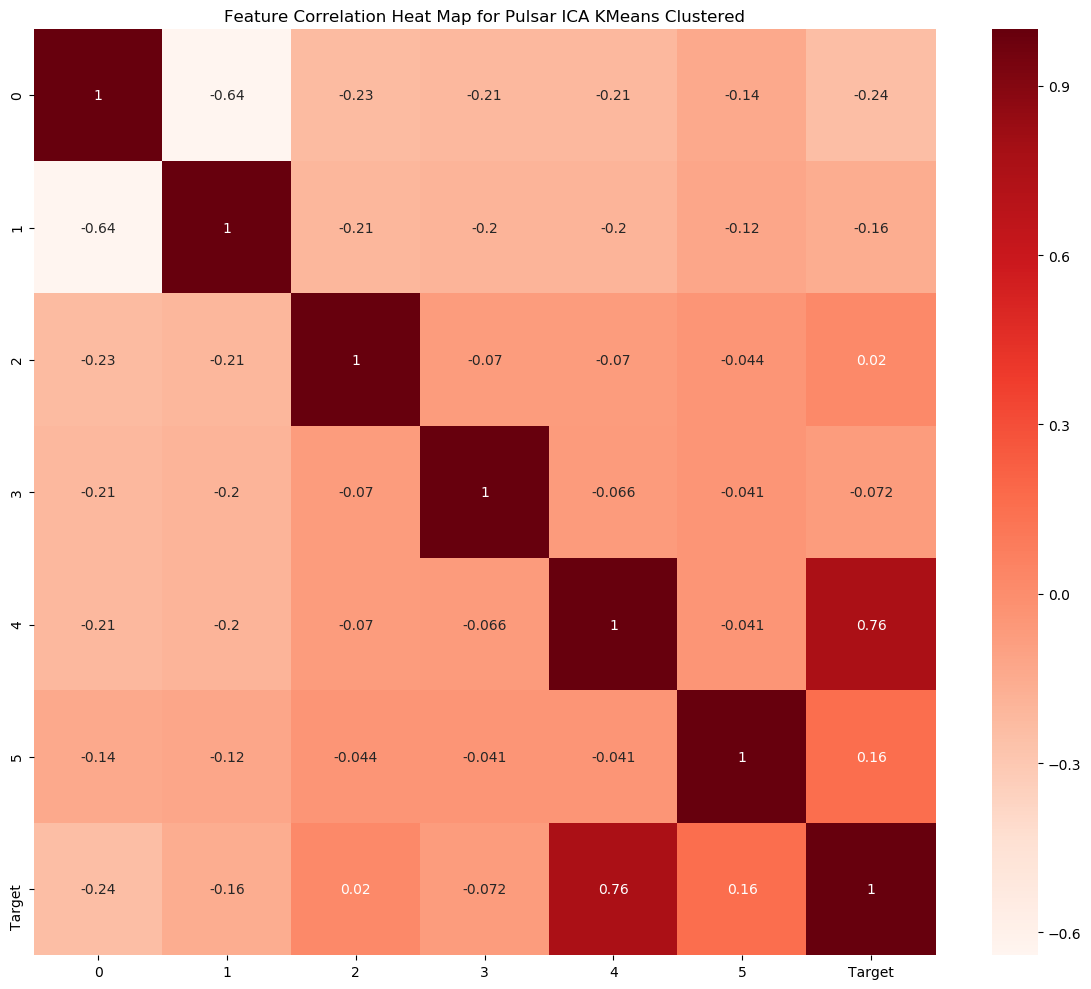 Feature Correlation Heat Map for Pulsar ICA KMeans Clustered
0 1 -0.64 -0.23 -0.21 -0.21 -0.14 -0.24
1 -0.64 1 -0.21 -0.2 -0.2 -0.12 -0.16
2 -0.23 -0.21 1 -0.07 -0.07 -0.044 0.02
3 -0.21 -0.2 -0.07 1 -0.066 -0.041 -0.072
4 -0.21 -0.2 -0.07 -0.066 1 -0.041 0.76
5 -0.14 -0.12 -0.044 -0.041 -0.041 1 0.16
Target -0.24 -0.16 0.02 -0.072 0.76 0.16 1
0 1 2 3 4 5 Target
0.9
0.6
0.3
0.0
−0.3
−0.6